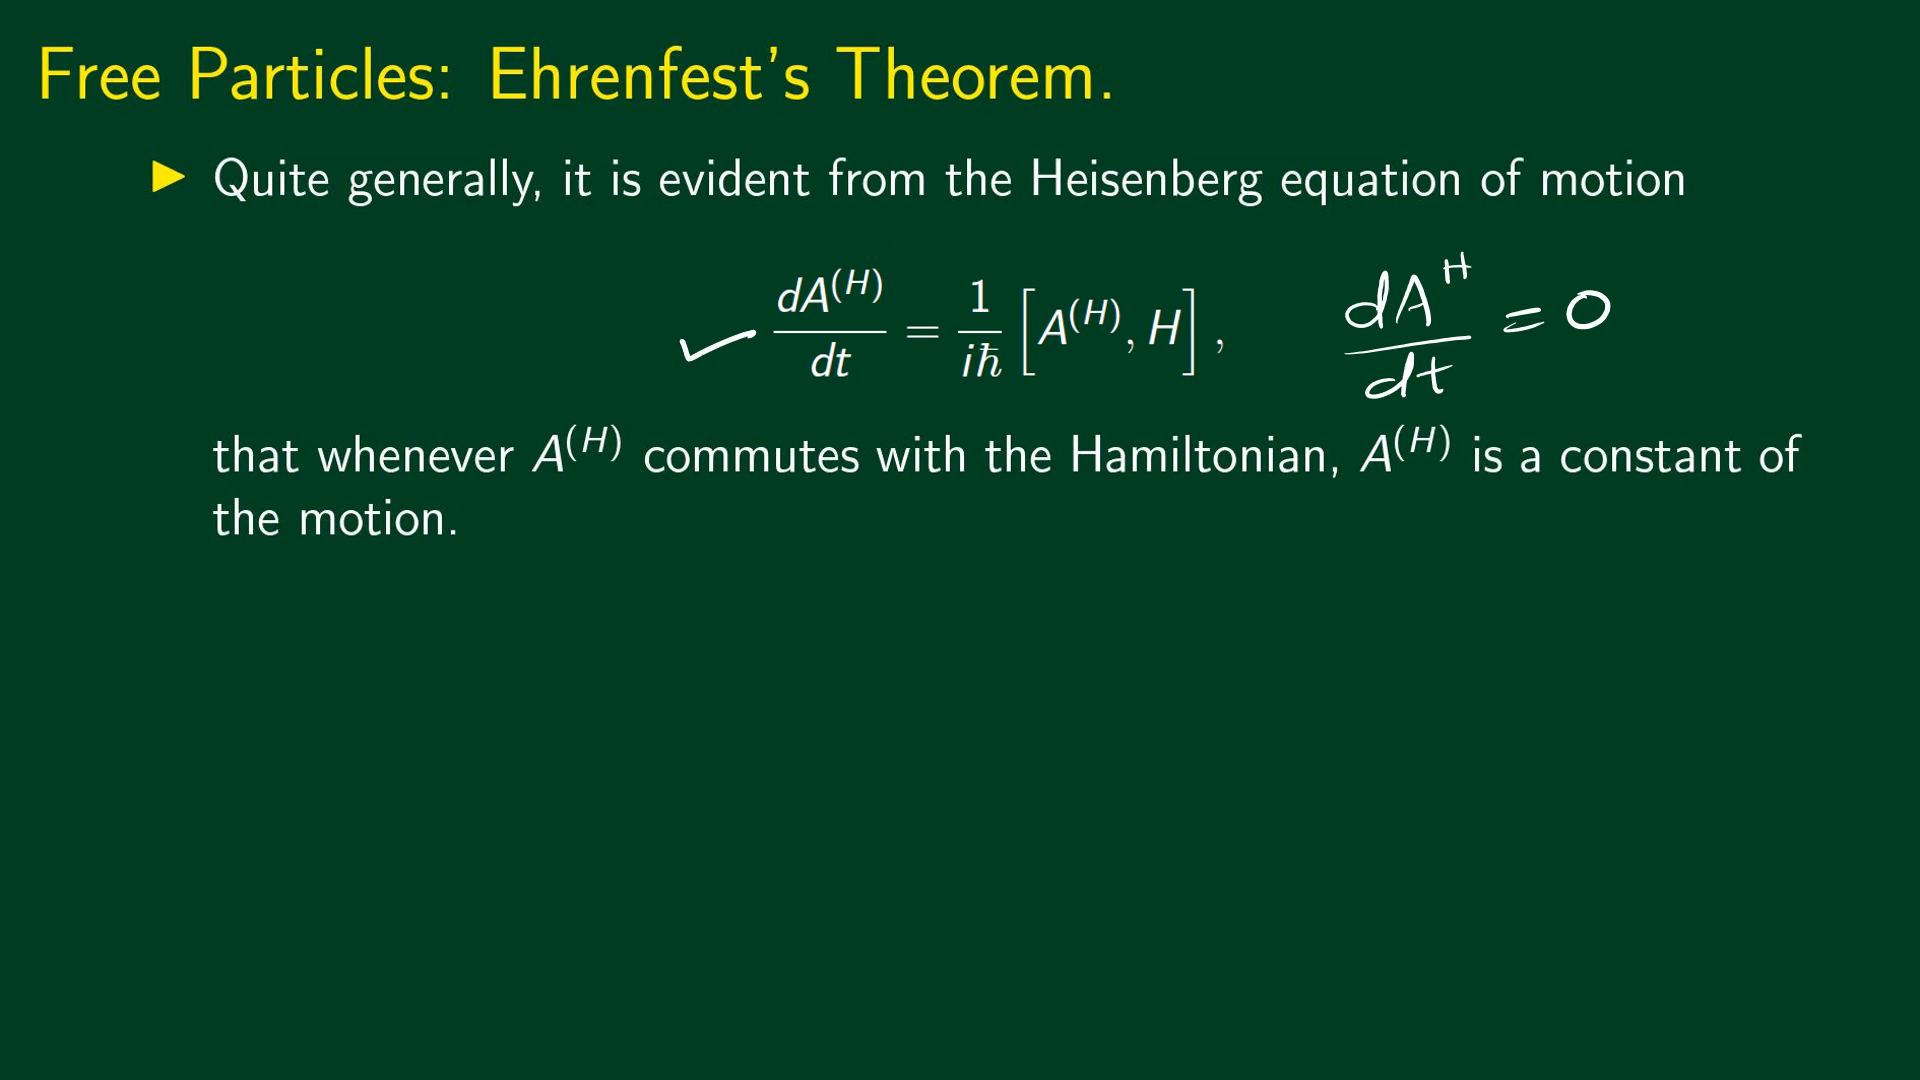 Free Particles: Ehrenfest's Theorem.
▶ Quite generally, it is evident from the Heisenberg equation of motion
✓ dA^(H)/dt = 1/iħ [A^(H), H], dA^H/dt = 0
that whenever A^(H) commutes with the Hamiltonian, A^(H) is a constant of
the motion.